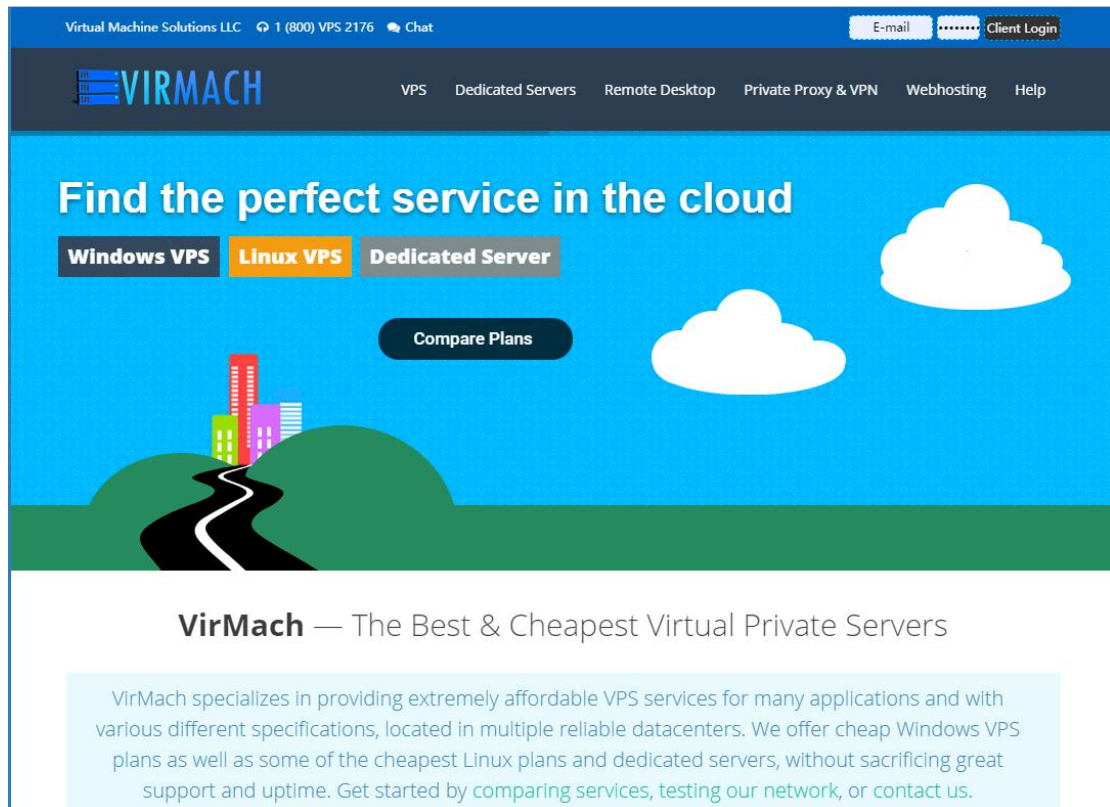 Virtual Machine Solutions LLC 1 (800) VPS 2176 Chat E-mail •••••••• Client Login
VIRMACH VPS Dedicated Servers Remote Desktop Private Proxy & VPN Webhosting Help
Find the perfect service in the cloud
Windows VPS Linux VPS Dedicated Server
Compare Plans
VirMach — The Best & Cheapest Virtual Private Servers
VirMach specializes in providing extremely affordable VPS services for many applications and with
various different specifications, located in multiple reliable datacenters. We offer cheap Windows VPS
plans as well as some of the cheapest Linux plans and dedicated servers, without sacrificing great
support and uptime. Get started by comparing services, testing our network, or contact us.